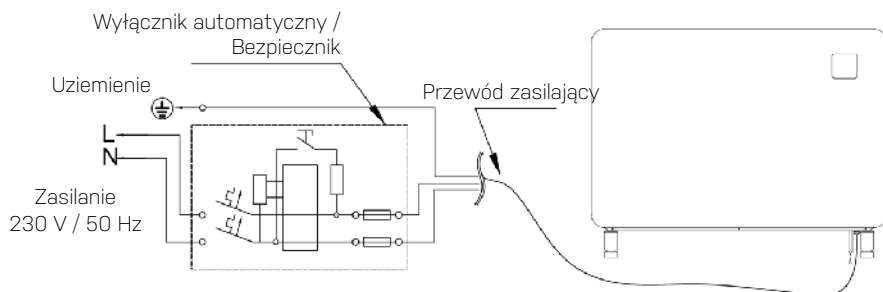 Wyłącznik automatyczny /
Bezpiecznik
Uziemienie
Przewód zasilający
L
N
Zasilanie
230 V / 50 Hz